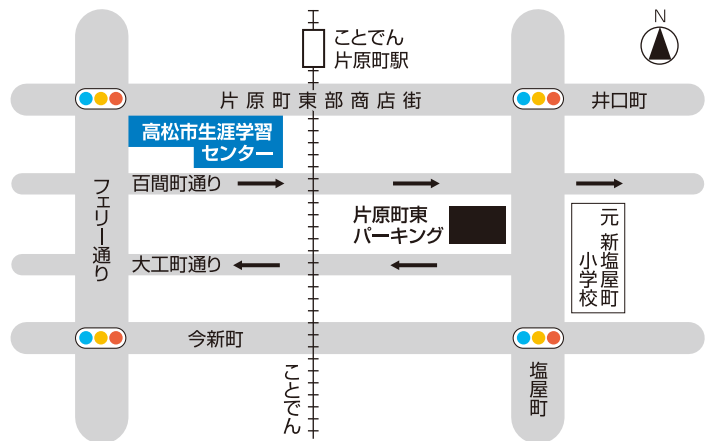 N
ことでん
片原町駅
片原町東部商店街
井口町
高松市生涯学習
センター
百間町通り
フェリー通り
片原町東
パーキング
元 新塩屋町
小学校
大工町通り
今新町
ことでん
塩屋町